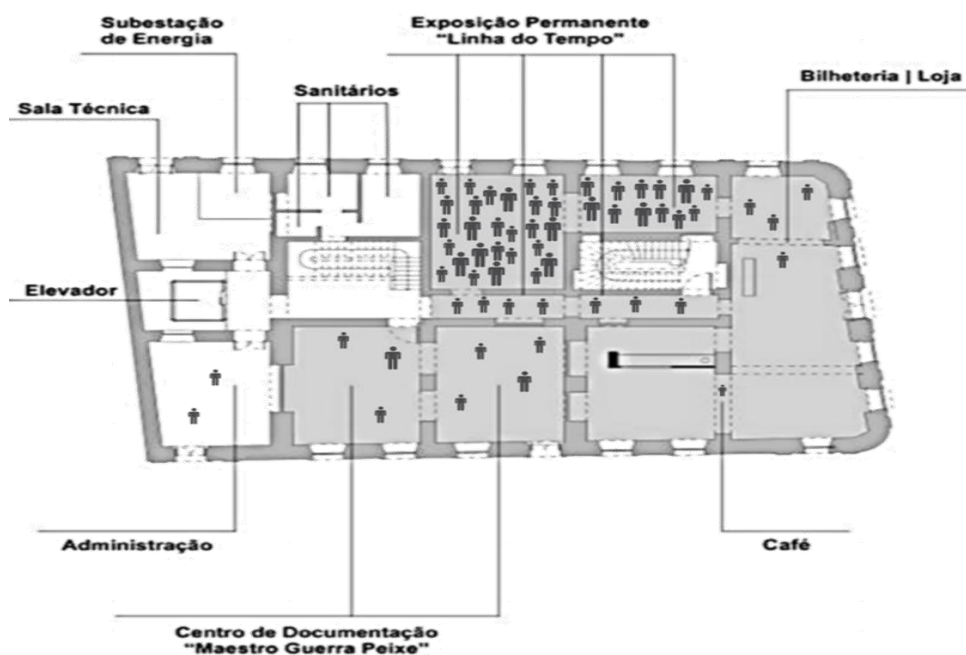 Subestação
de Energia
Exposição Permanente
"Linha do Tempo"
Bilheteria | Loja
Sala Técnica
Sanitários
Elevador
Administração
Café
Centro de Documentação
"Maestro Guerra Peixe"